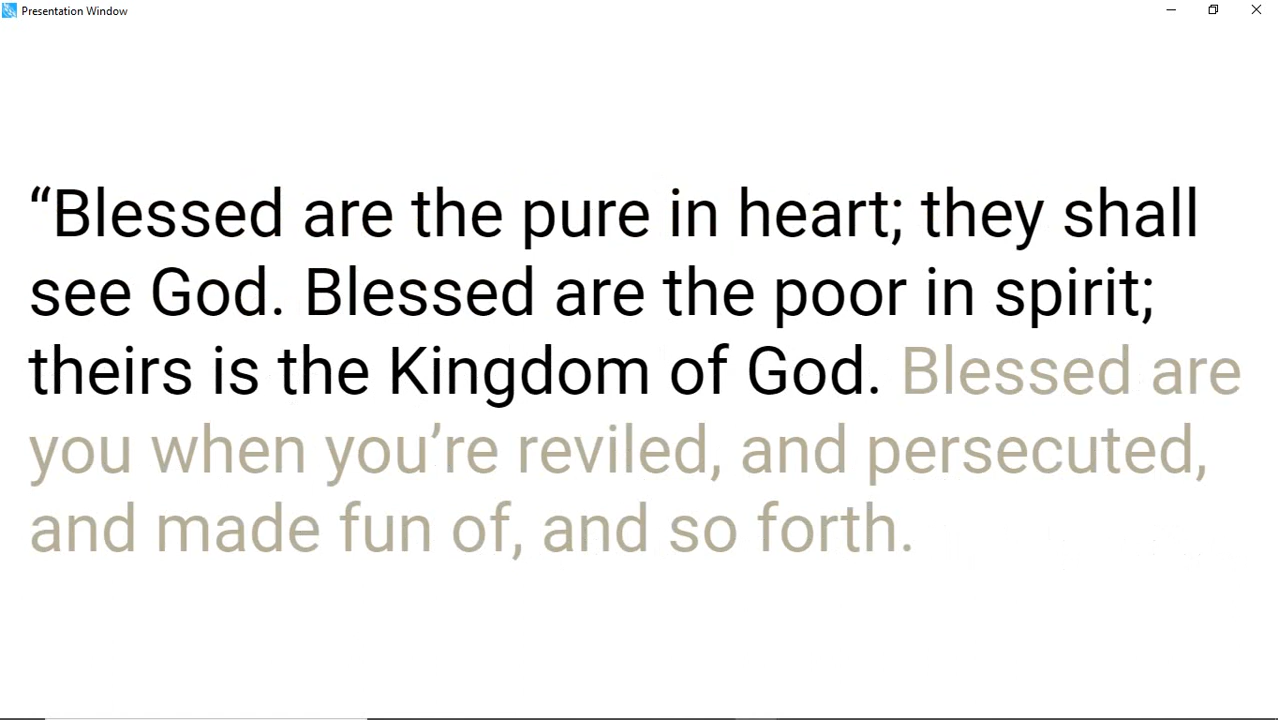 Presentation Window
“Blessed are the pure in heart; they shall
see God. Blessed are the poor in spirit;
theirs is the Kingdom of God. Blessed are
you when you’re reviled, and persecuted,
and made fun of, and so forth.